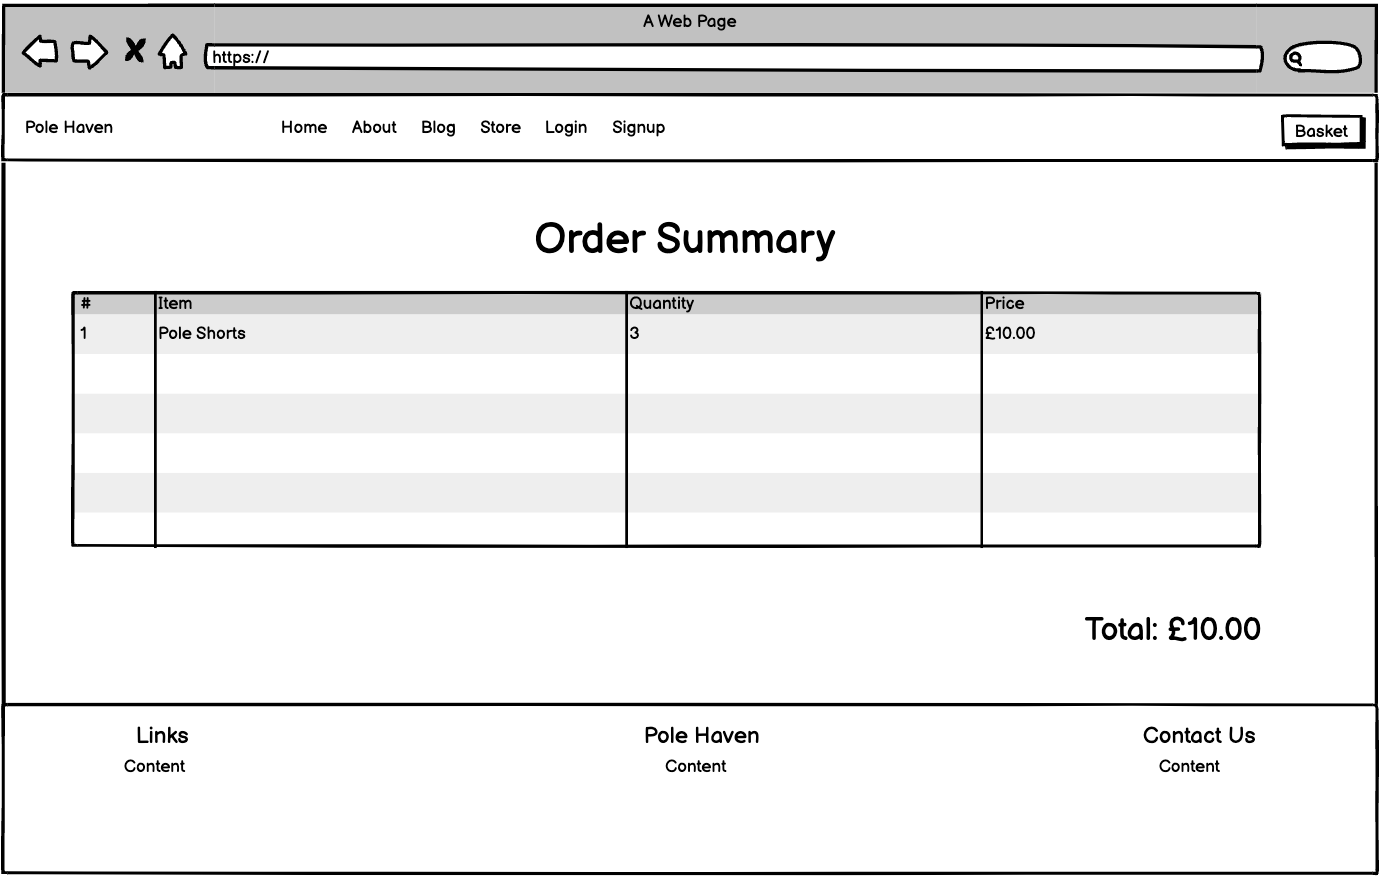 A Web Page
https://
Pole Haven Home About Blog Store Login Signup Basket
Order Summary
# Item Quantity Price
1 Pole Shorts 3 £10.00
Total: £10.00
Links Pole Haven Contact Us
Content Content Content